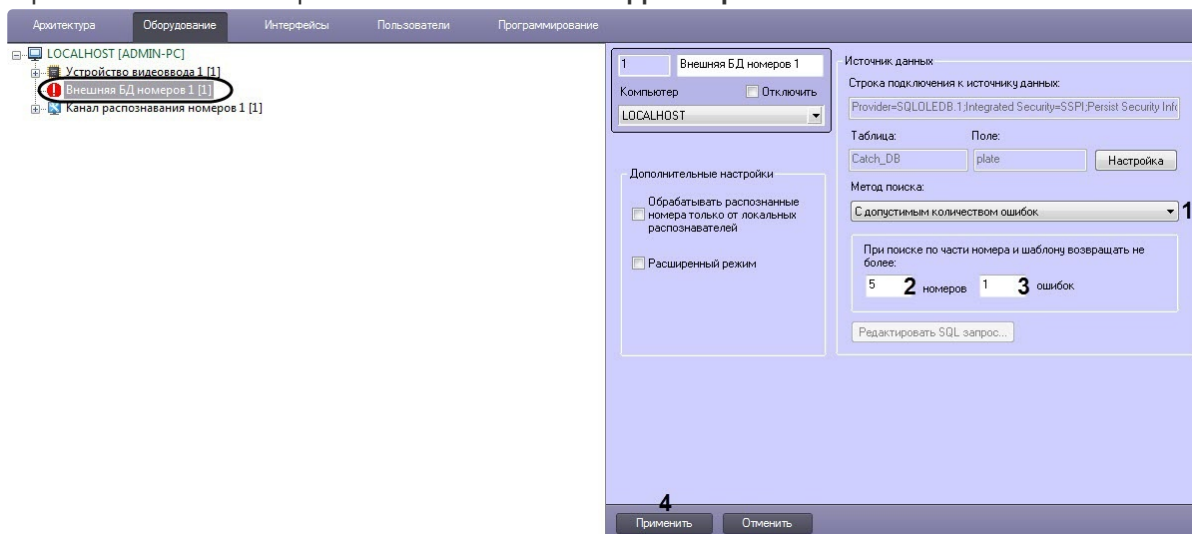 Архитектура Оборудование Интерфейсы Пользователи Программирование
LOCALHOST [ADMIN-PC]
Устройство видеоввода 1 [1]
Внешняя БД номеров 1 [1]
Канал распознавания номеров 1 [1]
1 Внешняя БД номеров 1
Компьютер Отключить
LOCALHOST
Дополнительные настройки
Обрабатывать распознанные
номера только от локальных
распознавателей
Расширенный режим
Источник данных
Строка подключения к источнику данных:
Provider=SQLOLEDB.1;Integrated Security=SSPI;Persist Security Info
Таблица: Поле:
Catch_DB plate Настройка
Метод поиска:
С допустимым количеством ошибок 1
При поиске по части номера и шаблону возвращать не
более:
5 2 номеров 1 3 ошибок
Редактировать SQL запрос...
4
Применить Отменить